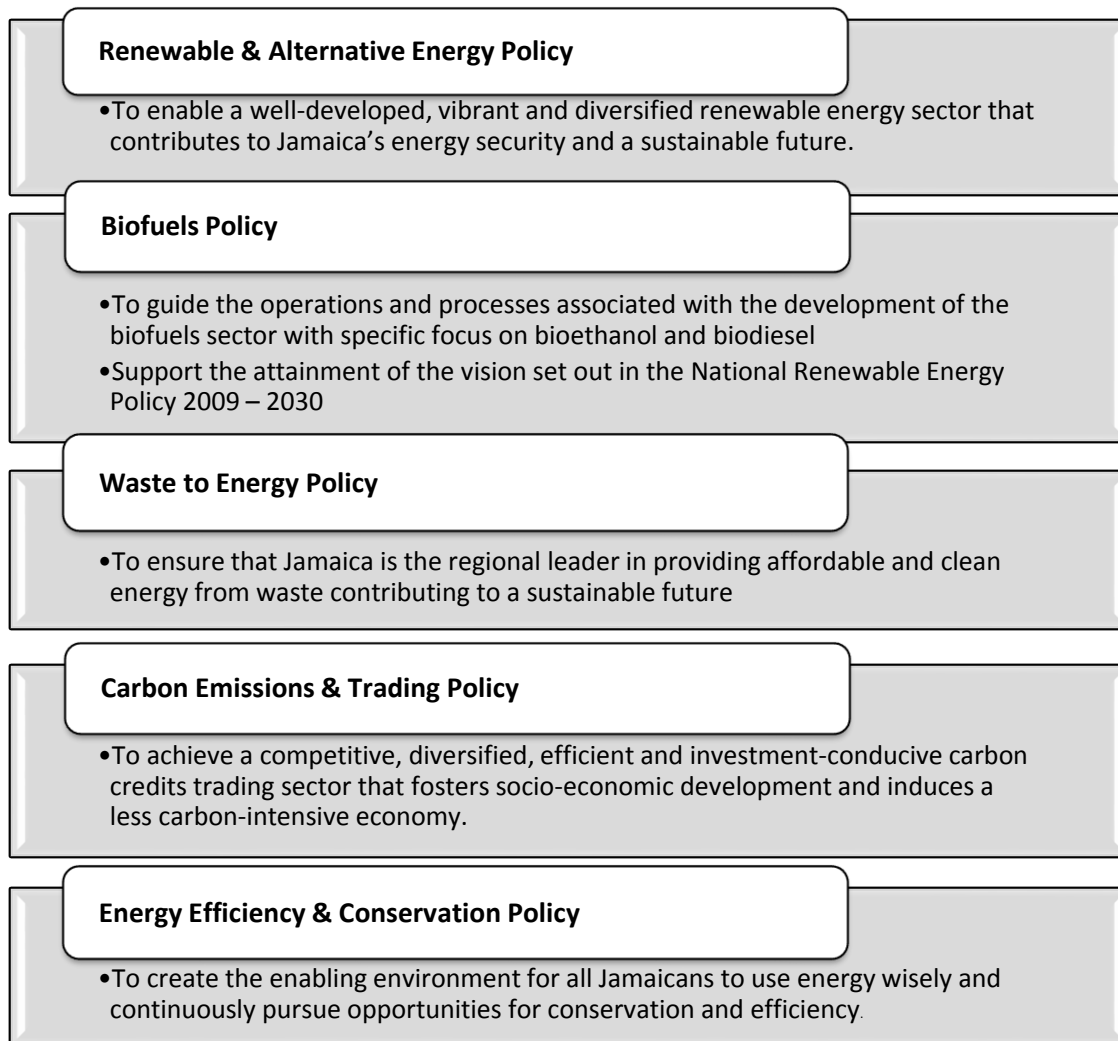 Renewable & Alternative Energy Policy
•To enable a well-developed, vibrant and diversified renewable energy sector that
contributes to Jamaica’s energy security and a sustainable future.
Biofuels Policy
•To guide the operations and processes associated with the development of the
biofuels sector with specific focus on bioethanol and biodiesel
•Support the attainment of the vision set out in the National Renewable Energy
Policy 2009 – 2030
Waste to Energy Policy
•To ensure that Jamaica is the regional leader in providing affordable and clean
energy from waste contributing to a sustainable future
Carbon Emissions & Trading Policy
•To achieve a competitive, diversified, efficient and investment-conducive carbon
credits trading sector that fosters socio-economic development and induces a
less carbon-intensive economy.
Energy Efficiency & Conservation Policy
•To create the enabling environment for all Jamaicans to use energy wisely and
continuously pursue opportunities for conservation and efficiency.